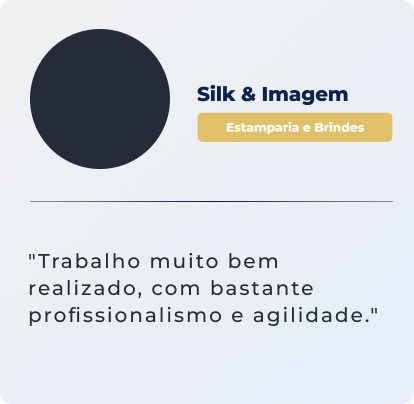 Silk & Imagem
Estamparia e Brindes
"Trabalho muito bem
realizado, com bastante
profissionalismo e agilidade."